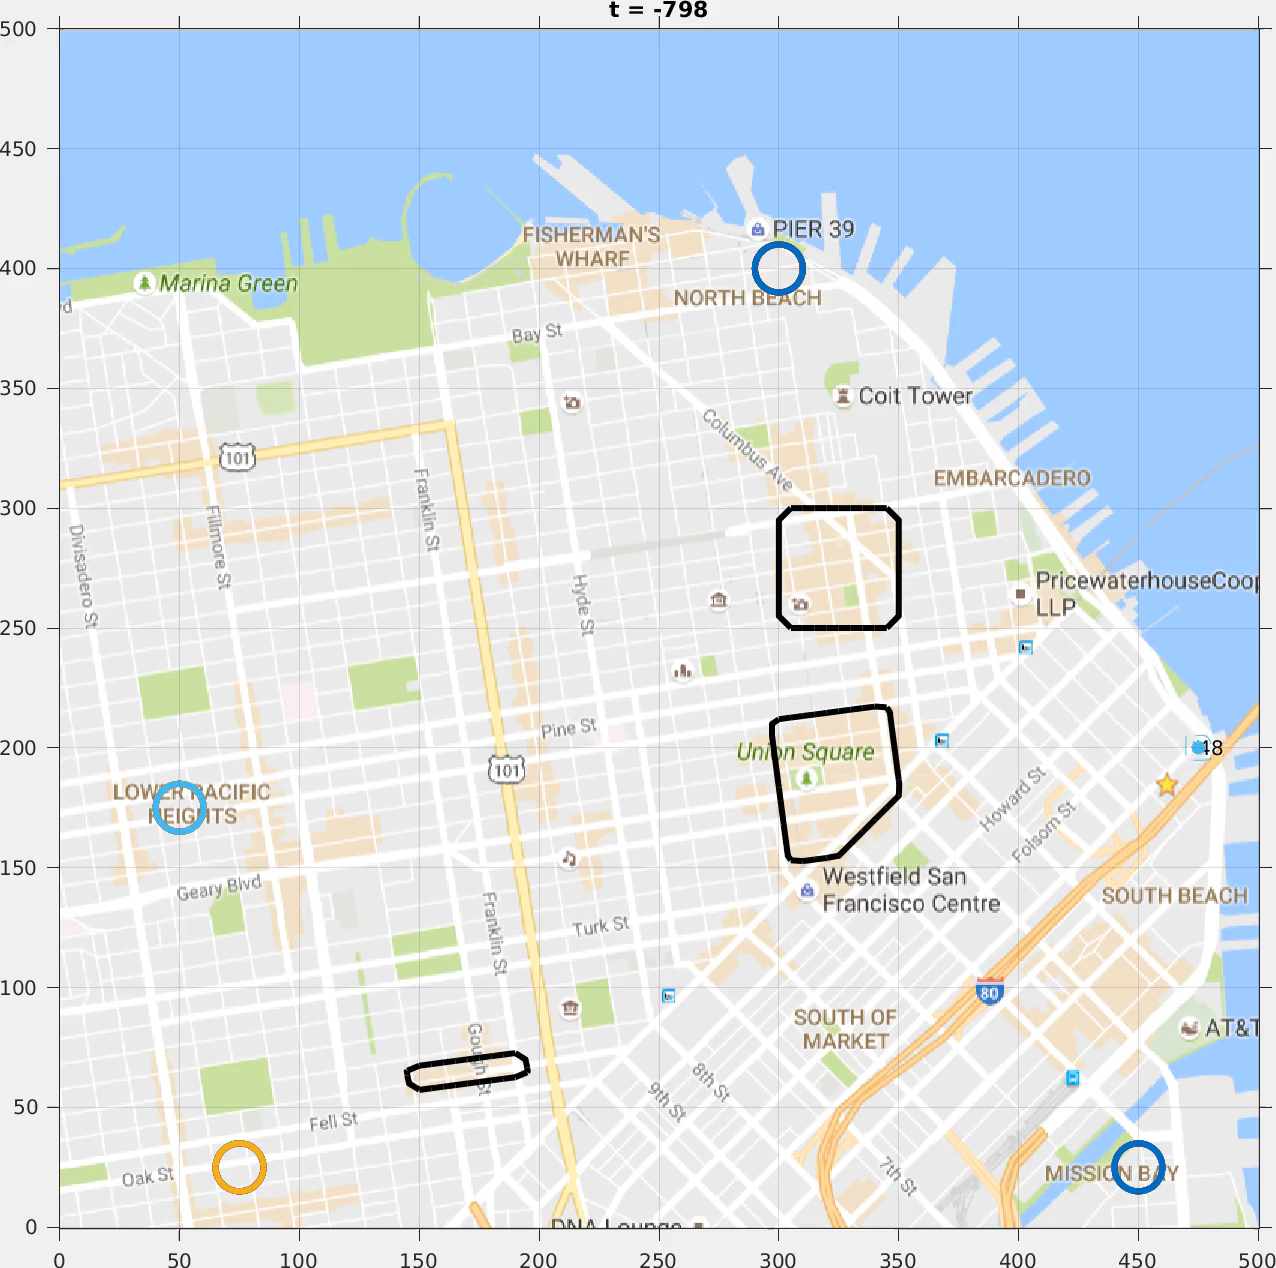 t = -798
500
450
400
350
300
250
200
150
100
50
0
0
50
100
150
200
250
300
350
400
450
500
PIER 39
FISHERMAN'S
WHARF
Marina Green
NORTH BEACH
rd
Bay St
Coit Tower
Columbus Ave
101
EMBARCADERO
Franklin St
Fillmore St
Divisadero St
Hyde St
PricewaterhouseCoop
LLP
Pine St
Union Square
48
101
LOWER PACIFIC
HEIGHTS
Howard St
Folsom St
Geary Blvd
Westfield San
Francisco Centre
SOUTH BEACH
Franklin St
Turk St
80
SOUTH OF
MARKET
AT&T
Gough St
8th St
9th St
Fell St
7th St
Oak St
MISSION BAY
DNA Lounge